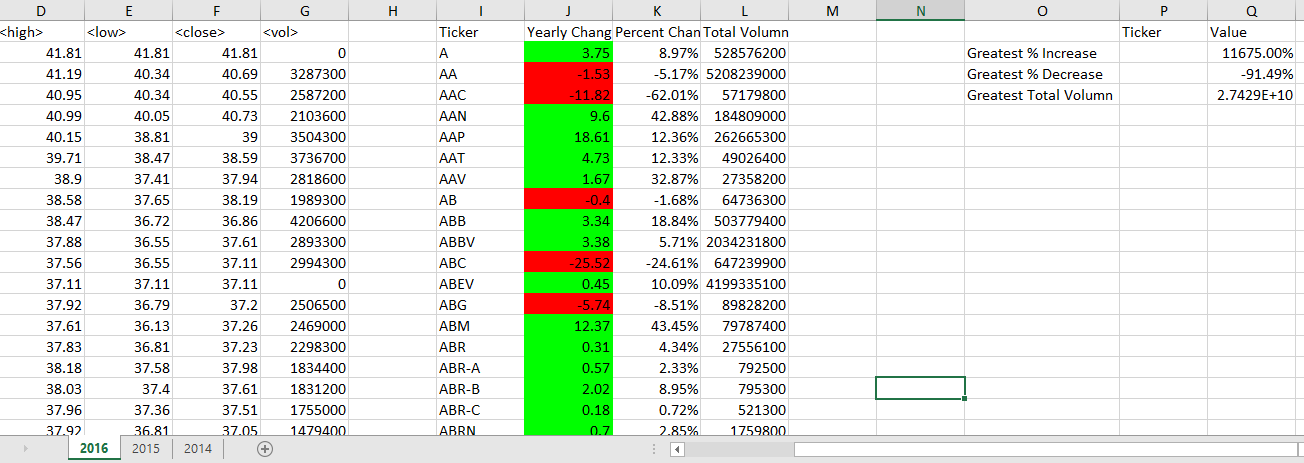 D E F G H I J K L M N O P Q
<high> <low> <close> <vol> Ticker Yearly Chang Percent Chan Total Volumn Ticker Value
41.81 41.81 41.81 0 A 3.75 8.97% 528576200 Greatest % Increase 11675.00%
41.19 40.34 40.69 3287300 AA -1.53 -5.17% 5208239000 Greatest % Decrease -91.49%
40.95 40.34 40.55 2587200 AAC -11.82 -62.01% 57179800 Greatest Total Volumn 2.7429E+10
40.99 40.05 40.73 2103600 AAN 9.6 42.88% 184809000
40.15 38.81 39 3504300 AAP 18.61 12.36% 262665300
39.71 38.47 38.59 3736700 AAT 4.73 12.33% 49026400
38.9 37.41 37.94 2818600 AAV 1.67 32.87% 27358200
38.58 37.65 38.19 1989300 AB -0.4 -1.68% 64736300
38.47 36.72 36.86 4206600 ABB 3.34 18.84% 503779400
37.88 36.55 37.61 2893300 ABBV 3.38 5.71% 2034231800
37.56 36.55 37.11 2994300 ABC -25.52 -24.61% 647239900
37.11 37.11 37.11 0 ABEV 0.45 10.09% 4199335100
37.92 36.79 37.2 2506500 ABG -5.74 -8.51% 89828200
37.61 36.13 37.26 2469000 ABM 12.37 43.45% 79787400
37.83 36.81 37.23 2298300 ABR 0.31 4.34% 27556100
38.18 37.58 37.98 1834400 ABR-A 0.57 2.33% 792500
38.03 37.4 37.61 1831200 ABR-B 2.02 8.95% 795300
37.96 37.36 37.51 1755000 ABR-C 0.18 0.72% 521300
37.92 36.81 37.05 1479400 ABRN 0.7 2.85% 1759800
2016 2015 2014